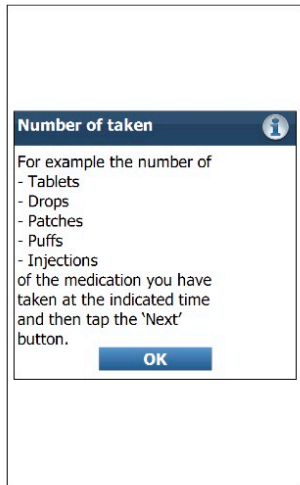 Number of taken
For example the number of
- Tablets
- Drops
- Patches
- Puffs
- Injections
of the medication you have
taken at the indicated time
and then tap the ‘Next’
button.
OK